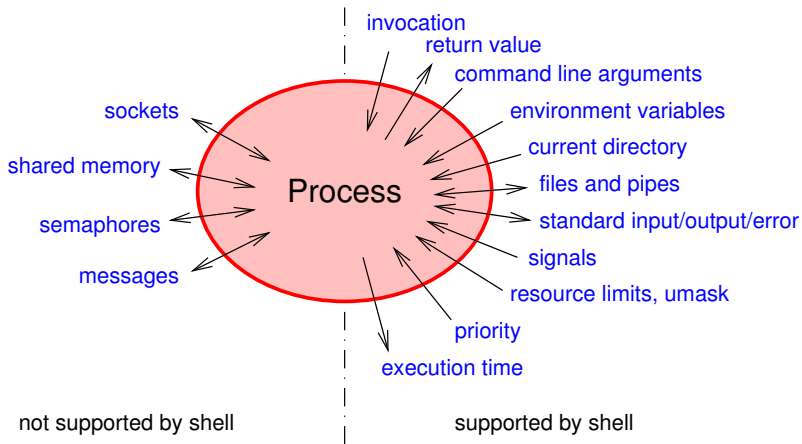 invocation
return value
command line arguments
environment variables
current directory
files and pipes
standard input/output/error
signals
resource limits, umask
priority
execution time
sockets
shared memory
semaphores
messages
Process
not supported by shell
supported by shell